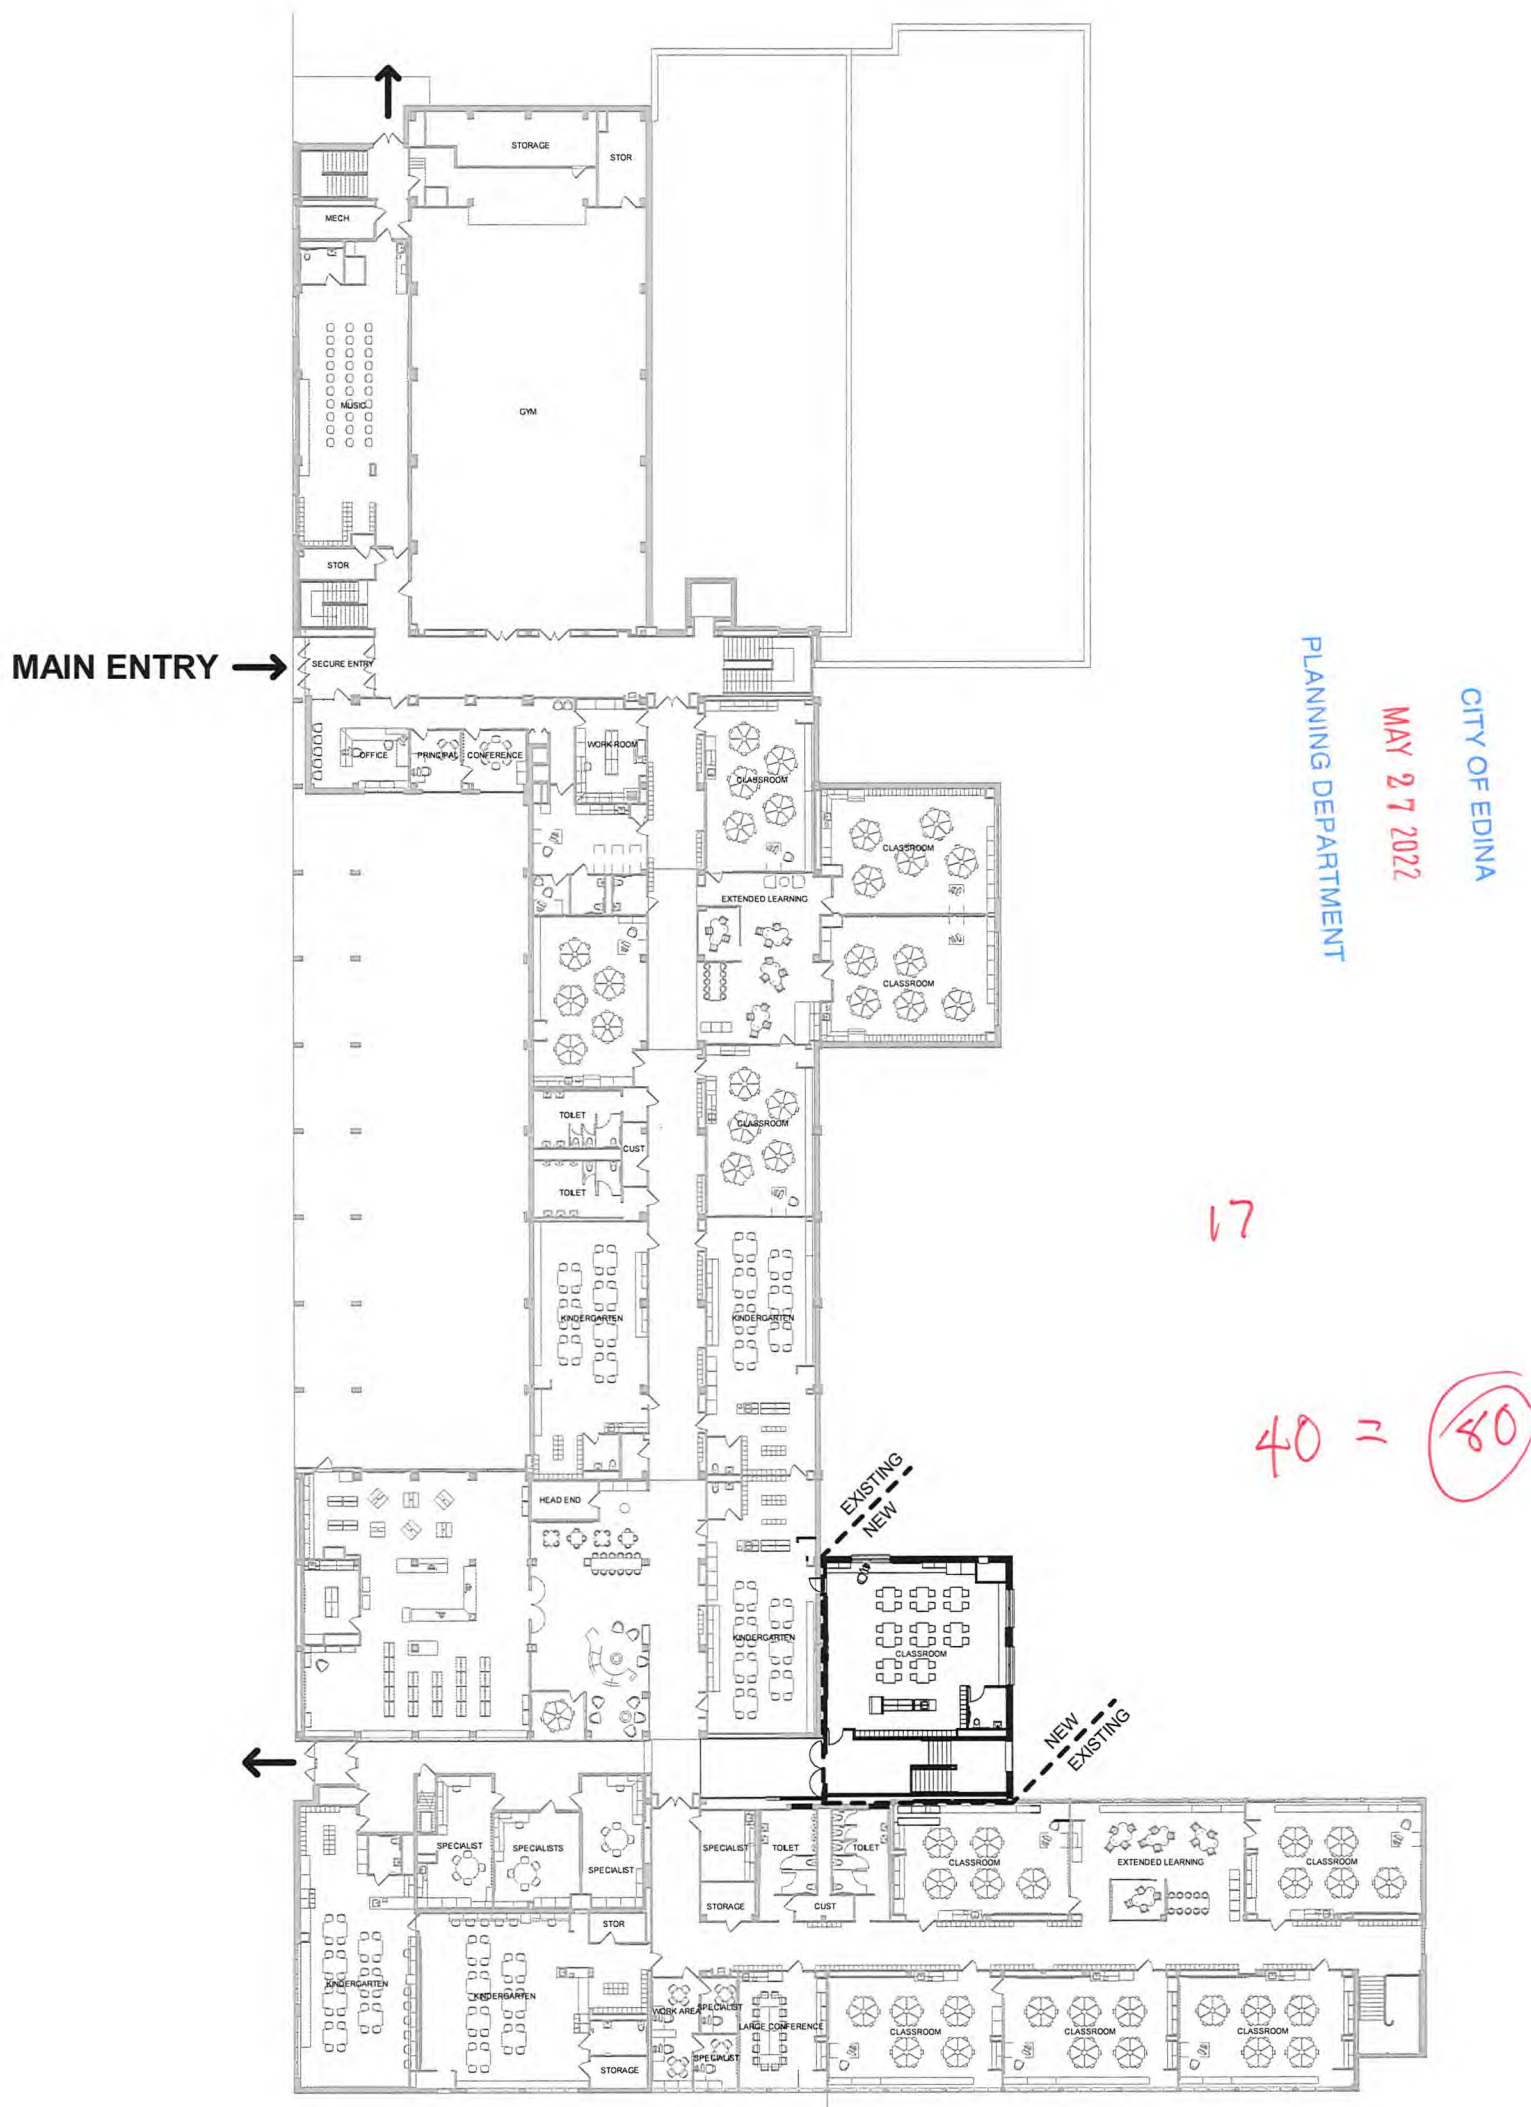 STORAGE
STOR
MECH
MUSIC
GYM
STOR
MAIN ENTRY
SECURE ENTRY
OFFICE
PRINCIPAL
CONFERENCE
WORK ROOM
CLASSROOM
CLASSROOM
EXTENDED LEARNING
CLASSROOM
TOILET
CLASSROOM
CUST
TOILET
KINDERGARTEN
KINDERGARTEN
HEAD END
EXISTING
NEW
KINDERGARTEN
CLASSROOM
NEW
EXISTING
SPECIALIST
SPECIALISTS
SPECIALIST
SPECIALIST
TOILET
TOILET
CLASSROOM
EXTENDED LEARNING
CLASSROOM
STORAGE
CUST
STOR
KINDERGARTEN
KINDERGARTEN
WORK AREA
SPECIALIST
LARGE CONFERENCE
CLASSROOM
CLASSROOM
CLASSROOM
SPECIALIST
STORAGE
CITY OF EDINA
MAY 27 2022
PLANNING DEPARTMENT
17
40 = 80